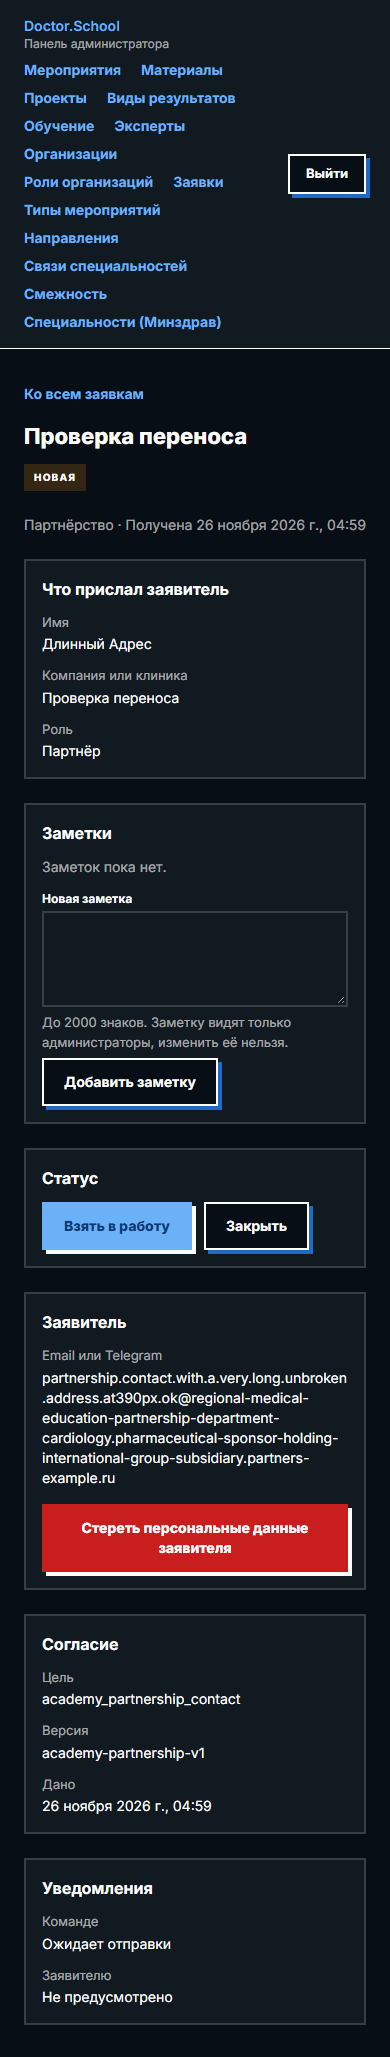 Doctor.School
Панель администратора
Мероприятия Материалы
Проекты Виды результатов
Обучение Эксперты
Организации
Роли организаций Заявки
Типы мероприятий
Направления
Связи специальностей
Смежность
Специальности (Минздрав)
Выйти
Ко всем заявкам
Проверка переноса
НОВАЯ
Партнёрство · Получена 26 ноября 2026 г., 04:59
Что прислал заявитель
Имя
Длинный Адрес
Компания или клиника
Проверка переноса
Роль
Партнёр
Заметки
Заметок пока нет.
Новая заметка
До 2000 знаков. Заметку видят только
администраторы, изменить её нельзя.
Добавить заметку
Статус
Взять в работу Закрыть
Заявитель
Email или Telegram
partnership.contact.with.a.very.long.unbroken
.address.at390px.ok@regional-medical-
education-partnership-department-
cardiology.pharmaceutical-sponsor-holding-
international-group-subsidiary.partners-
example.ru
Стереть персональные данные
заявителя
Согласие
Цель
academy_partnership_contact
Версия
academy-partnership-v1
Дано
26 ноября 2026 г., 04:59
Уведомления
Команде
Ожидает отправки
Заявителю
Не предусмотрено